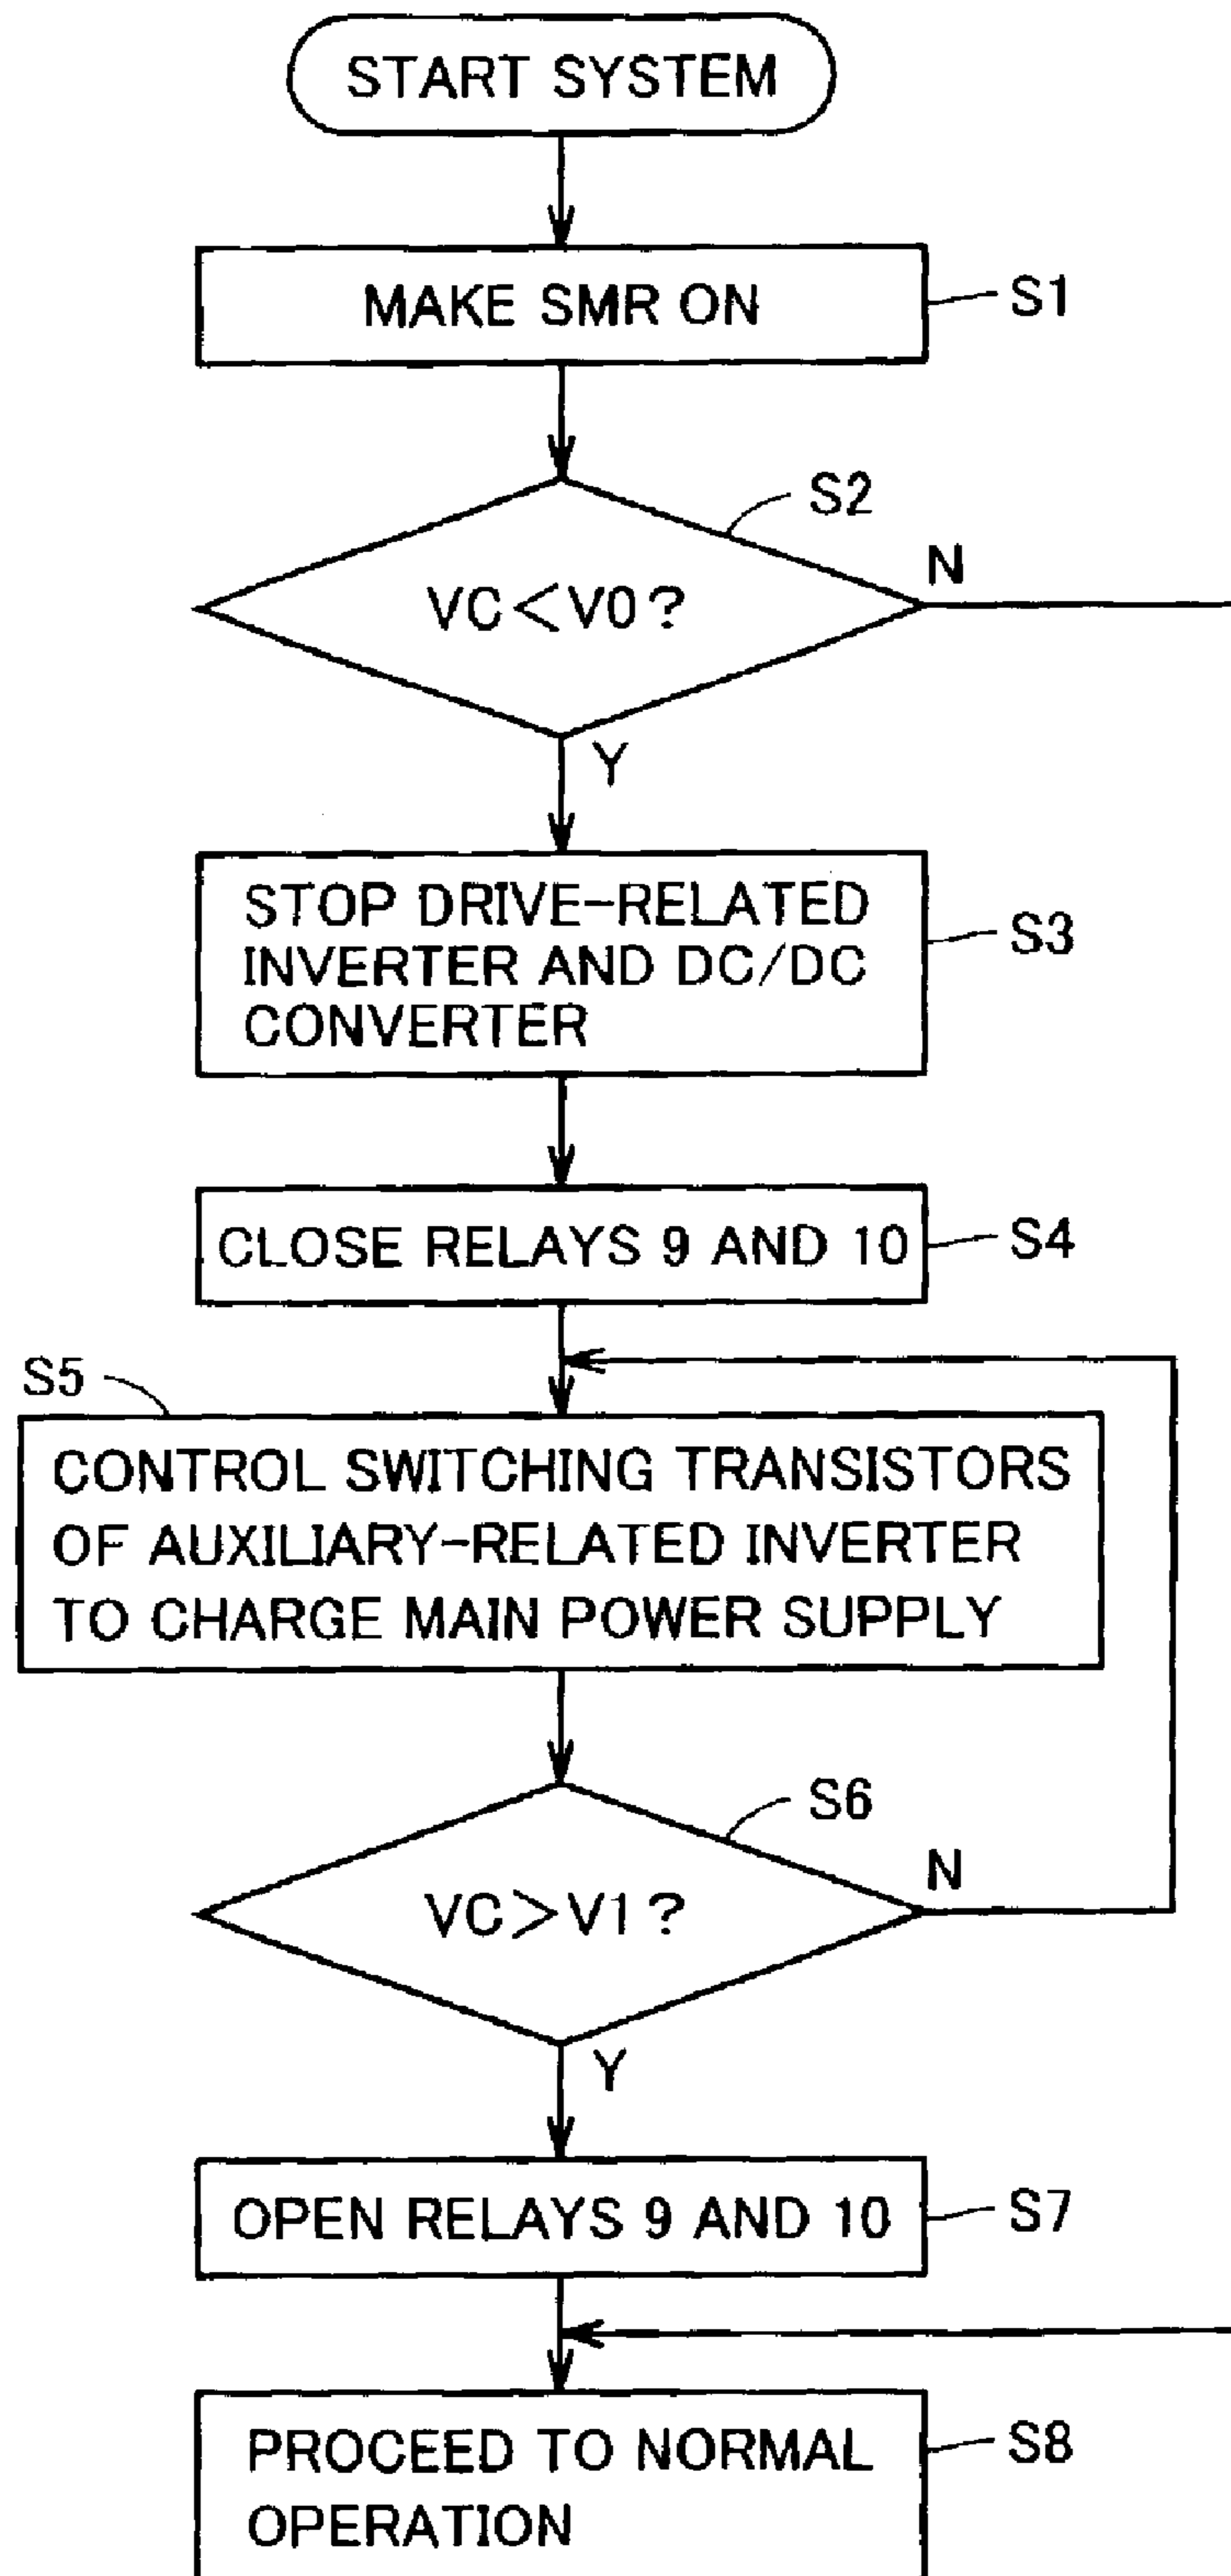 START SYSTEM
MAKE SMR ON
S1
S2
VC<V0?
N
Y
STOP DRIVE-RELATED
INVERTER AND DC/DC
CONVERTER
S3
CLOSE RELAYS 9 AND 10
S4
S5
CONTROL SWITCHING TRANSISTORS
OF AUXILIARY-RELATED INVERTER
TO CHARGE MAIN POWER SUPPLY
S6
VC>V1?
N
Y
OPEN RELAYS 9 AND 10
S7
PROCEED TO NORMAL
OPERATION
S8